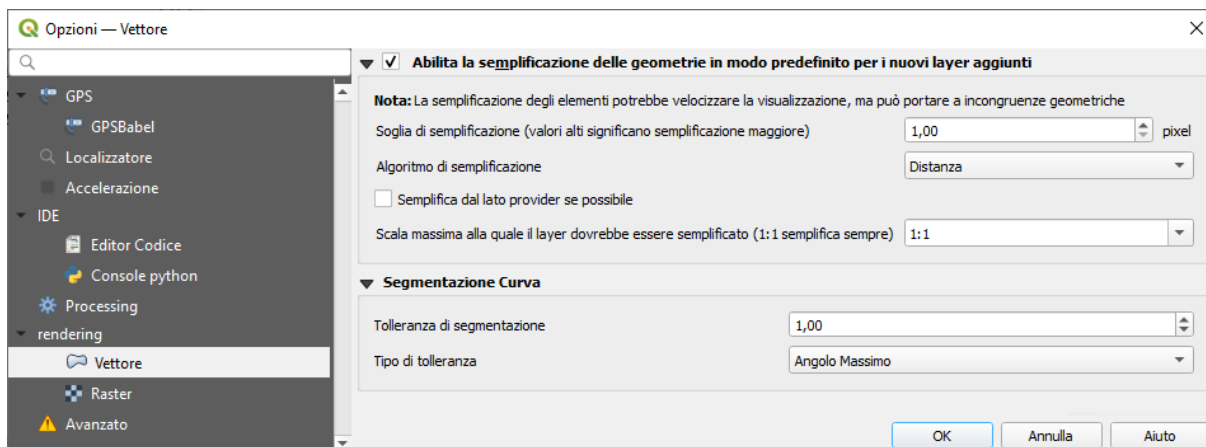 Opzioni — Vettore
GPS
GPSBabel
Localizzatore
Accelerazione
IDE
Editor Codice
Console python
Processing
rendering
Vettore
Raster
Avanzato
Abilita la semplificazione delle geometrie in modo predefinito per i nuovi layer aggiunti
Nota: La semplificazione degli elementi potrebbe velocizzare la visualizzazione, ma può portare a incongruenze geometriche
Soglia di semplificazione (valori alti significano semplificazione maggiore) 1,00 pixel
Algoritmo di semplificazione Distanza
Semplifica dal lato provider se possibile
Scala massima alla quale il layer dovrebbe essere semplificato (1:1 semplifica sempre) 1:1
Segmentazione Curva
Tolleranza di segmentazione 1,00
Tipo di tolleranza Angolo Massimo
OK Annulla Aiuto